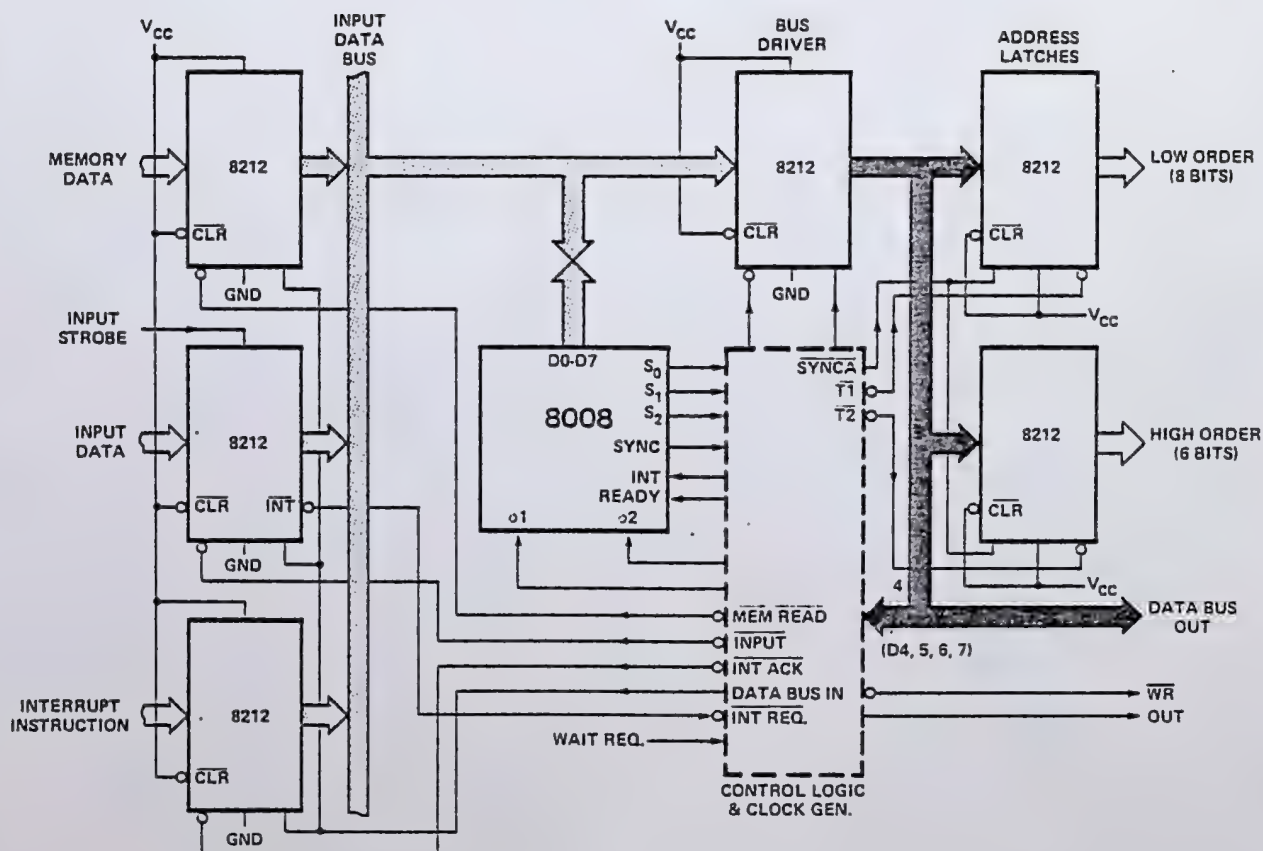 VCC
INPUT
DATA
BUS
VCC
BUS
DRIVER
ADDRESS
LATCHES
MEMORY
DATA
8212
CLR
GND
8212
CLR
GND
8212
CLR
VCC
LOW ORDER
(8 BITS)
INPUT
STROBE
INPUT
DATA
8212
CLR
INT
GND
D0-D7
8008
S0
S1
S2
SYNC
INT
READY
φ1
φ2
SYNCA
T1
T2
8212
CLR
VCC
HIGH ORDER
(6 BITS)
4
DATA BUS
OUT
(D4, 5, 6, 7)
MEM READ
INPUT
INT ACK
DATA BUS IN
INT REQ.
WAIT REQ.
WR
OUT
CONTROL LOGIC
& CLOCK GEN.
INTERRUPT
INSTRUCTION
8212
CLR
GND